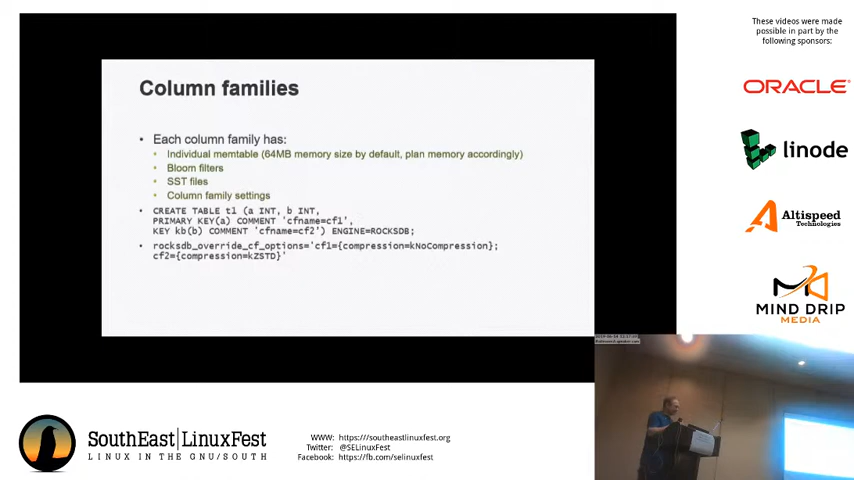 These videos were made
possible in part by the
following sponsors:
ORACLE
linode
Altispeed
Technologies
MIND DRIP
MEDIA
Column families
• Each column family has:
• Individual memtable (64MB memory size by default, plan memory accordingly)
• Bloom filters
• SST files
• Column family settings
• CREATE TABLE t1 (a INT, b INT,
PRIMARY KEY(a) COMMENT 'cfname=cf1',
KEY kb(b) COMMENT 'cfname=cf2') ENGINE=ROCKSDB;
• rocksdb_override_cf_options='cf1={compression=kNoCompression};
cf2={compression=kZSTD}'
SouthEast|LinuxFest
LINUX IN THE GNU/SOUTH
WWW: https:///southeastlinuxfest.org
Twitter: @SELinuxFest
Facebook: https://fb.com/selinuxfest